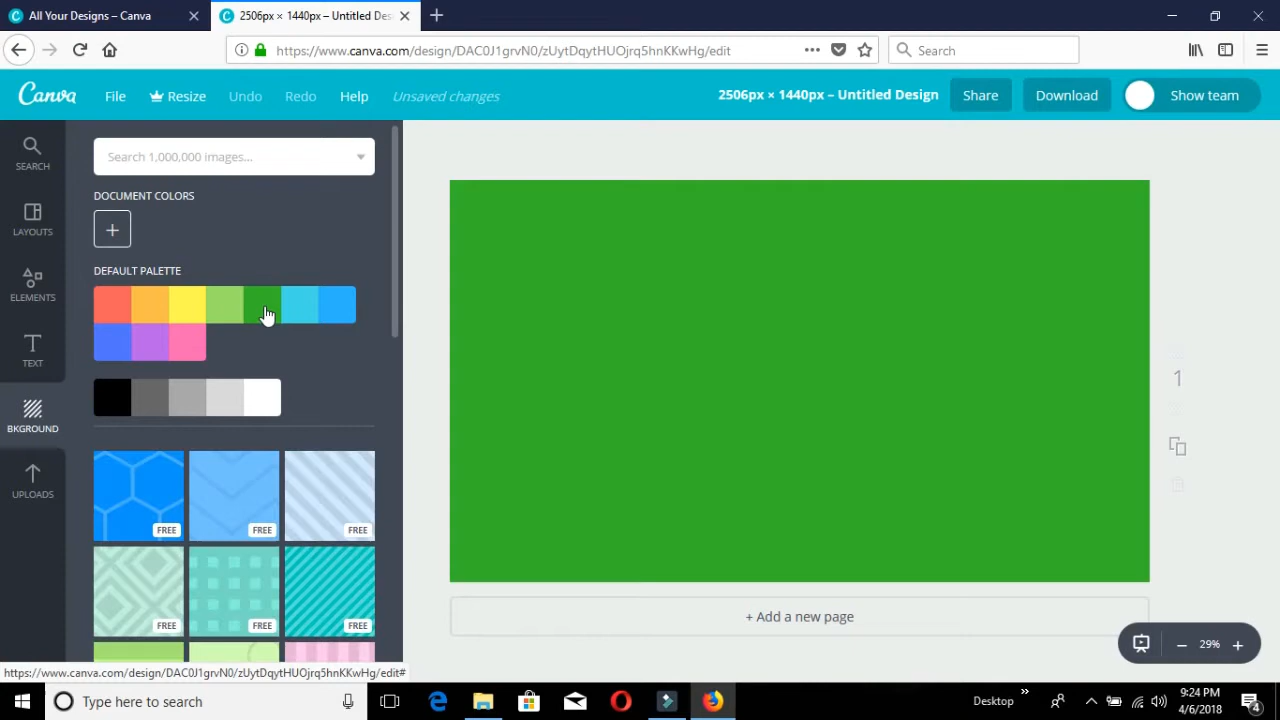 All Your Designs – Canva
2506px × 1440px – Untitled Des
https://www.canva.com/design/DAC0J1grvN0/zUytDqytHUOjrq5hnKKwHg/edit
Search
Canva
File
Resize
Undo
Redo
Help
Unsaved changes
2506px × 1440px – Untitled Design
Share
Download
Show team
SEARCH
LAYOUTS
ELEMENTS
TEXT
BKGROUND
UPLOADS
Search 1,000,000 images...
DOCUMENT COLORS
+
DEFAULT PALETTE
FREE
FREE
FREE
FREE
FREE
FREE
1
+ Add a new page
29%
https://www.canva.com/design/DAC0J1grvN0/zUytDqytHUOjrq5hnKKwHg/edit#
Type here to search
Desktop
9:24 PM
4/6/2018
4